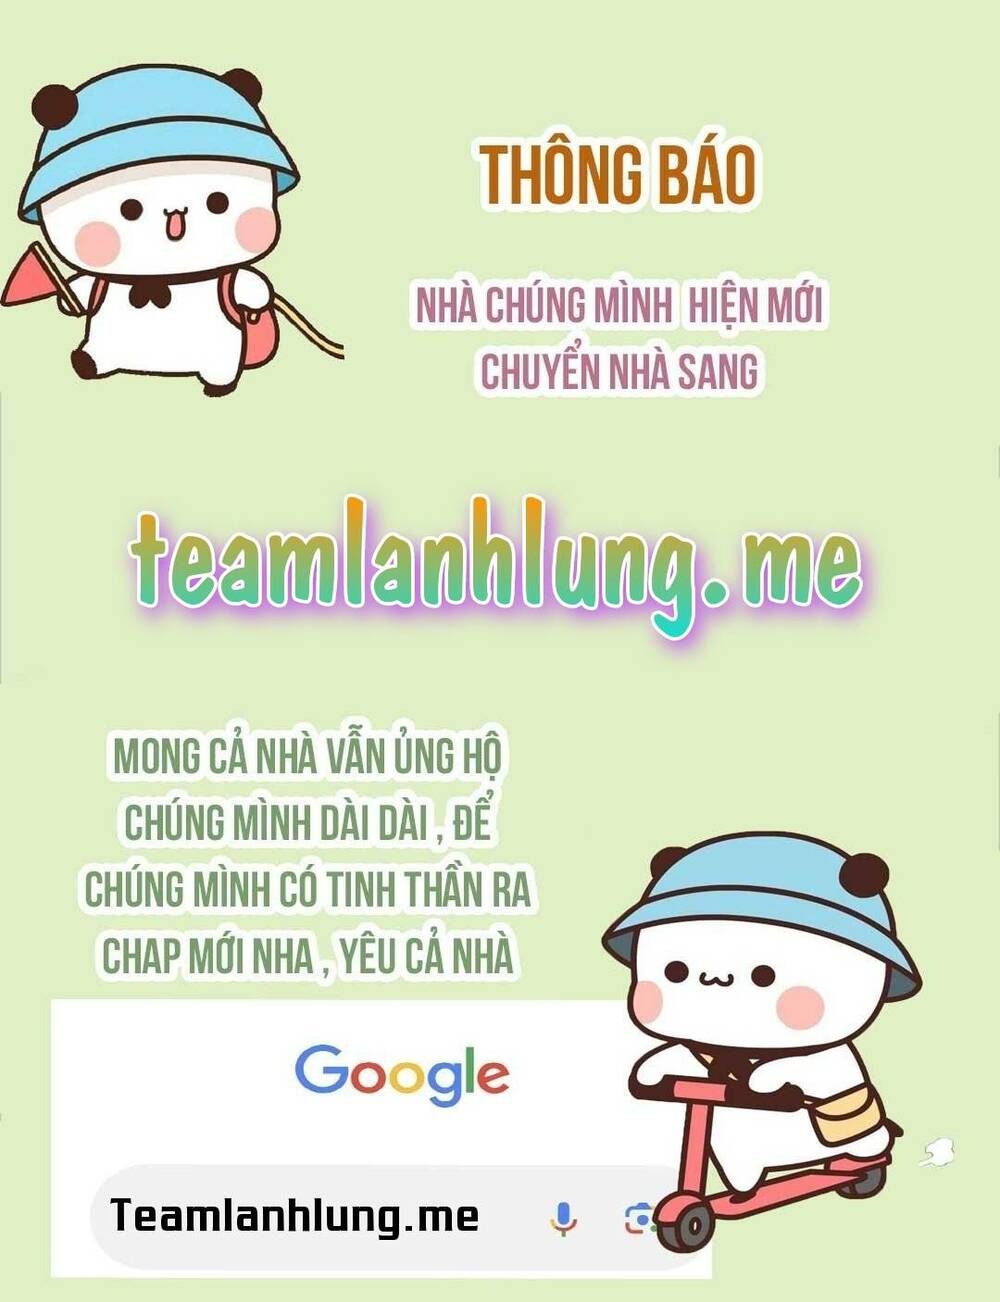 THÔNG BÁO
NHÀ CHÚNG MÌNH HIỆN MỚI
CHUYỂN NHÀ SANG
teamlanhlung.me
MONG CẢ NHÀ VẪN ỦNG HỘ
CHÚNG MÌNH DÀI DÀI , ĐỂ
CHÚNG MÌNH CÓ TINH THẦN RA
CHAP MỚI NHA , YÊU CẢ NHÀ
Google
Teamlanhlung.me